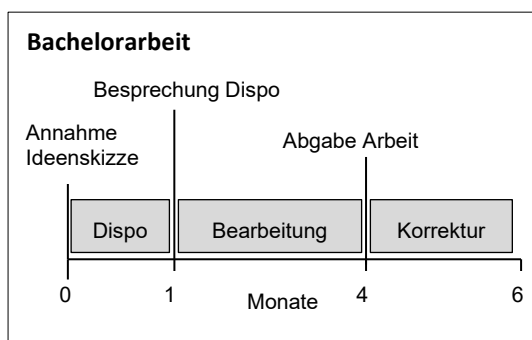 Bachelorarbeit
Besprechung Dispo
Annahme
Ideenskizze
Abgabe Arbeit
Dispo
Bearbeitung
Korrektur
0
1
Monate
4
6